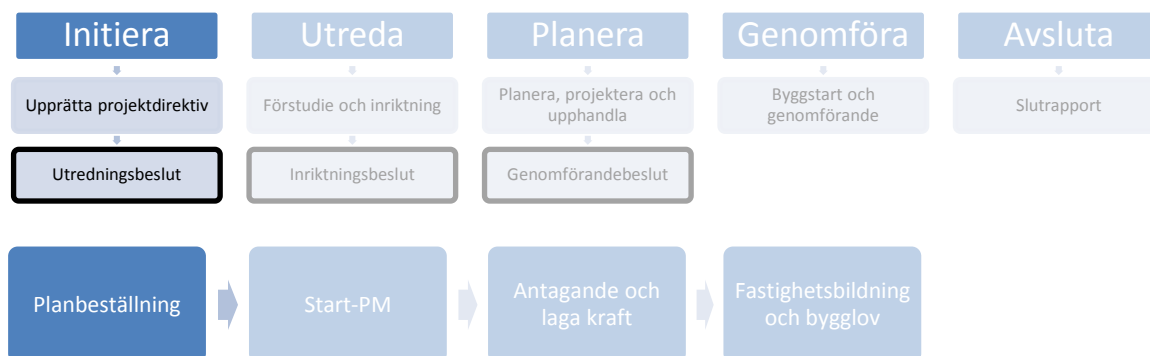 Initiera
Utreda
Planera
Genomföra
Avsluta
Upprätta projektdirektiv
Förstudie och inriktning
Planera, projektera och
upphandla
Byggstart och
genomförande
Slutrapport
Utredningsbeslut
Inriktningsbeslut
Genomförandebeslut
Planbeställning
Start-PM
Antagande och
laga kraft
Fastighetsbildning
och bygglov